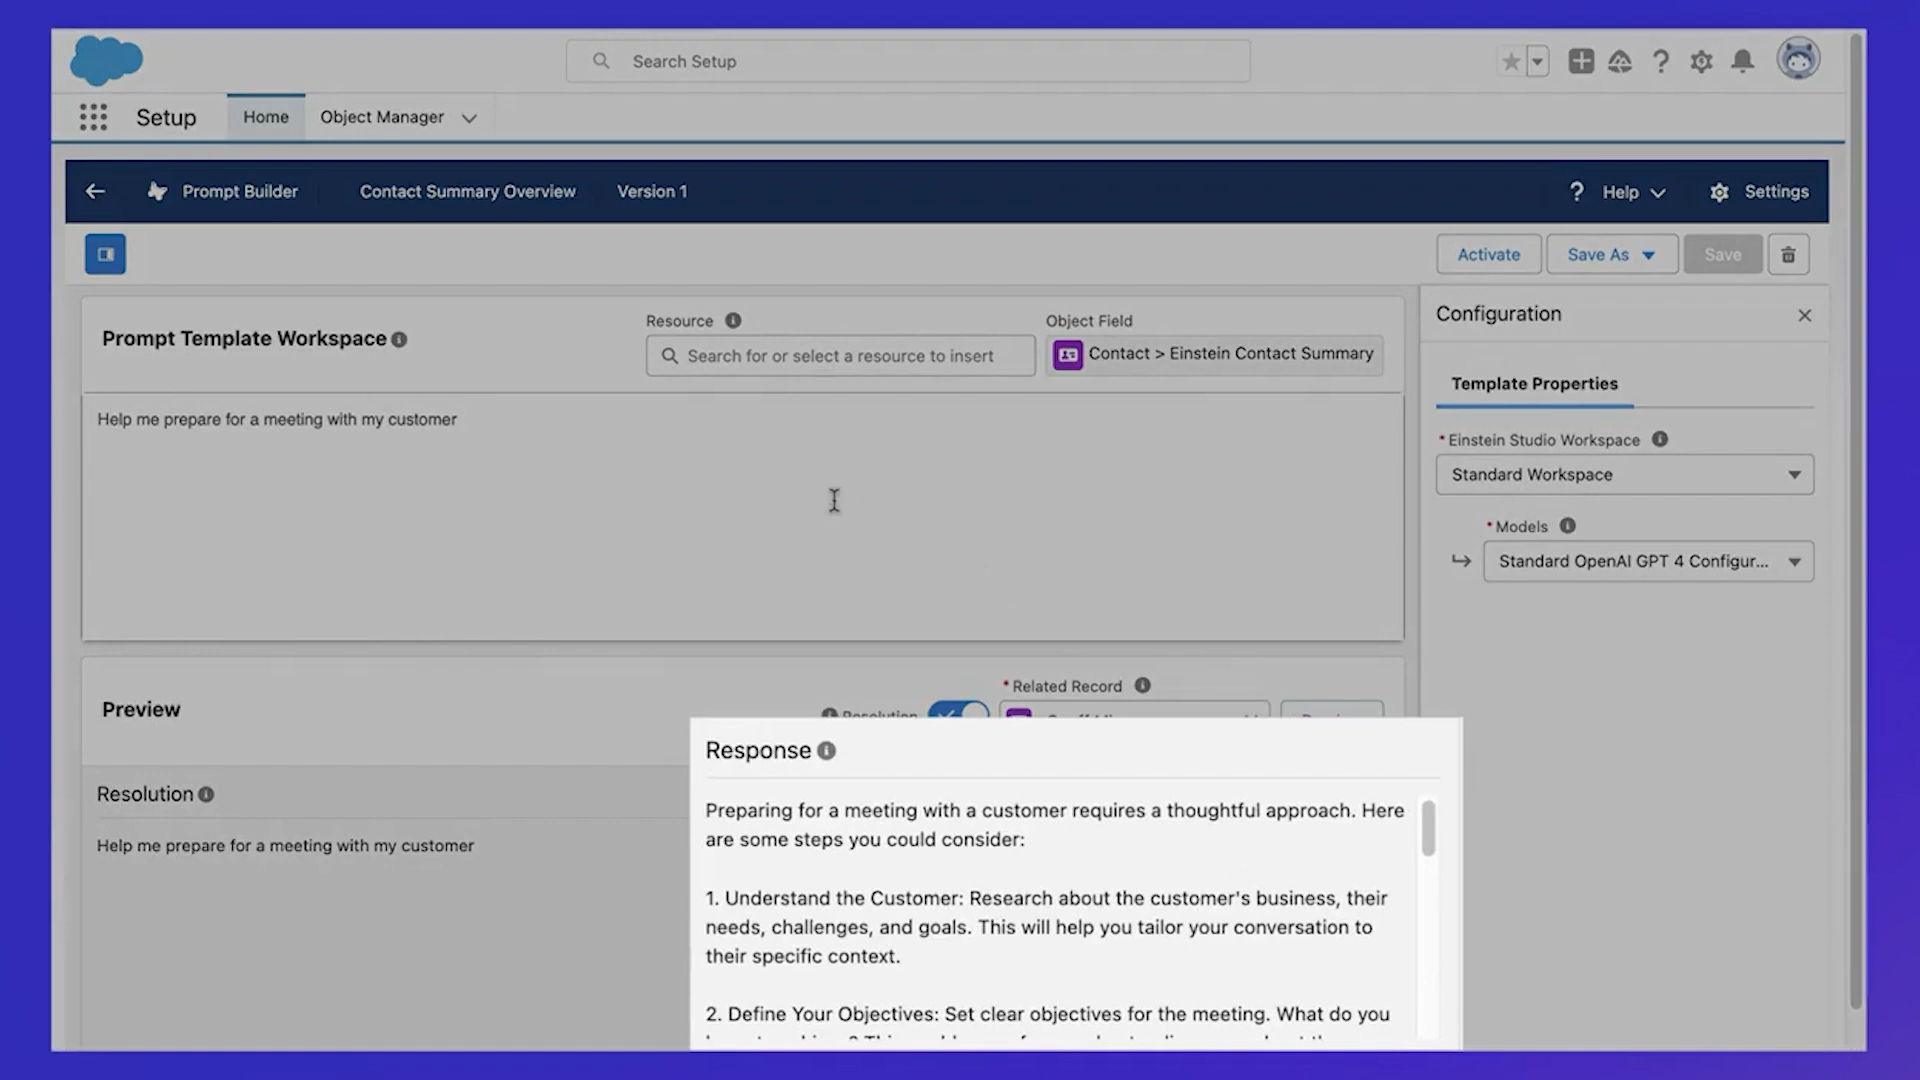 Search Setup
Setup
Home
Object Manager
Prompt Builder
Contact Summary Overview
Version 1
? Help
Settings
Activate
Save As
Save
Prompt Template Workspace
Resource
Search for or select a resource to insert
Object Field
Contact > Einstein Contact Summary
Help me prepare for a meeting with my customer
Configuration
Template Properties
* Einstein Studio Workspace
Standard Workspace
* Models
Standard OpenAI GPT 4 Configur...
Preview
Resolution
* Related Record
Resolution
Help me prepare for a meeting with my customer
Response
Preparing for a meeting with a customer requires a thoughtful approach. Here
are some steps you could consider:
1. Understand the Customer: Research about the customer's business, their
needs, challenges, and goals. This will help you tailor your conversation to
their specific context.
2. Define Your Objectives: Set clear objectives for the meeting. What do you